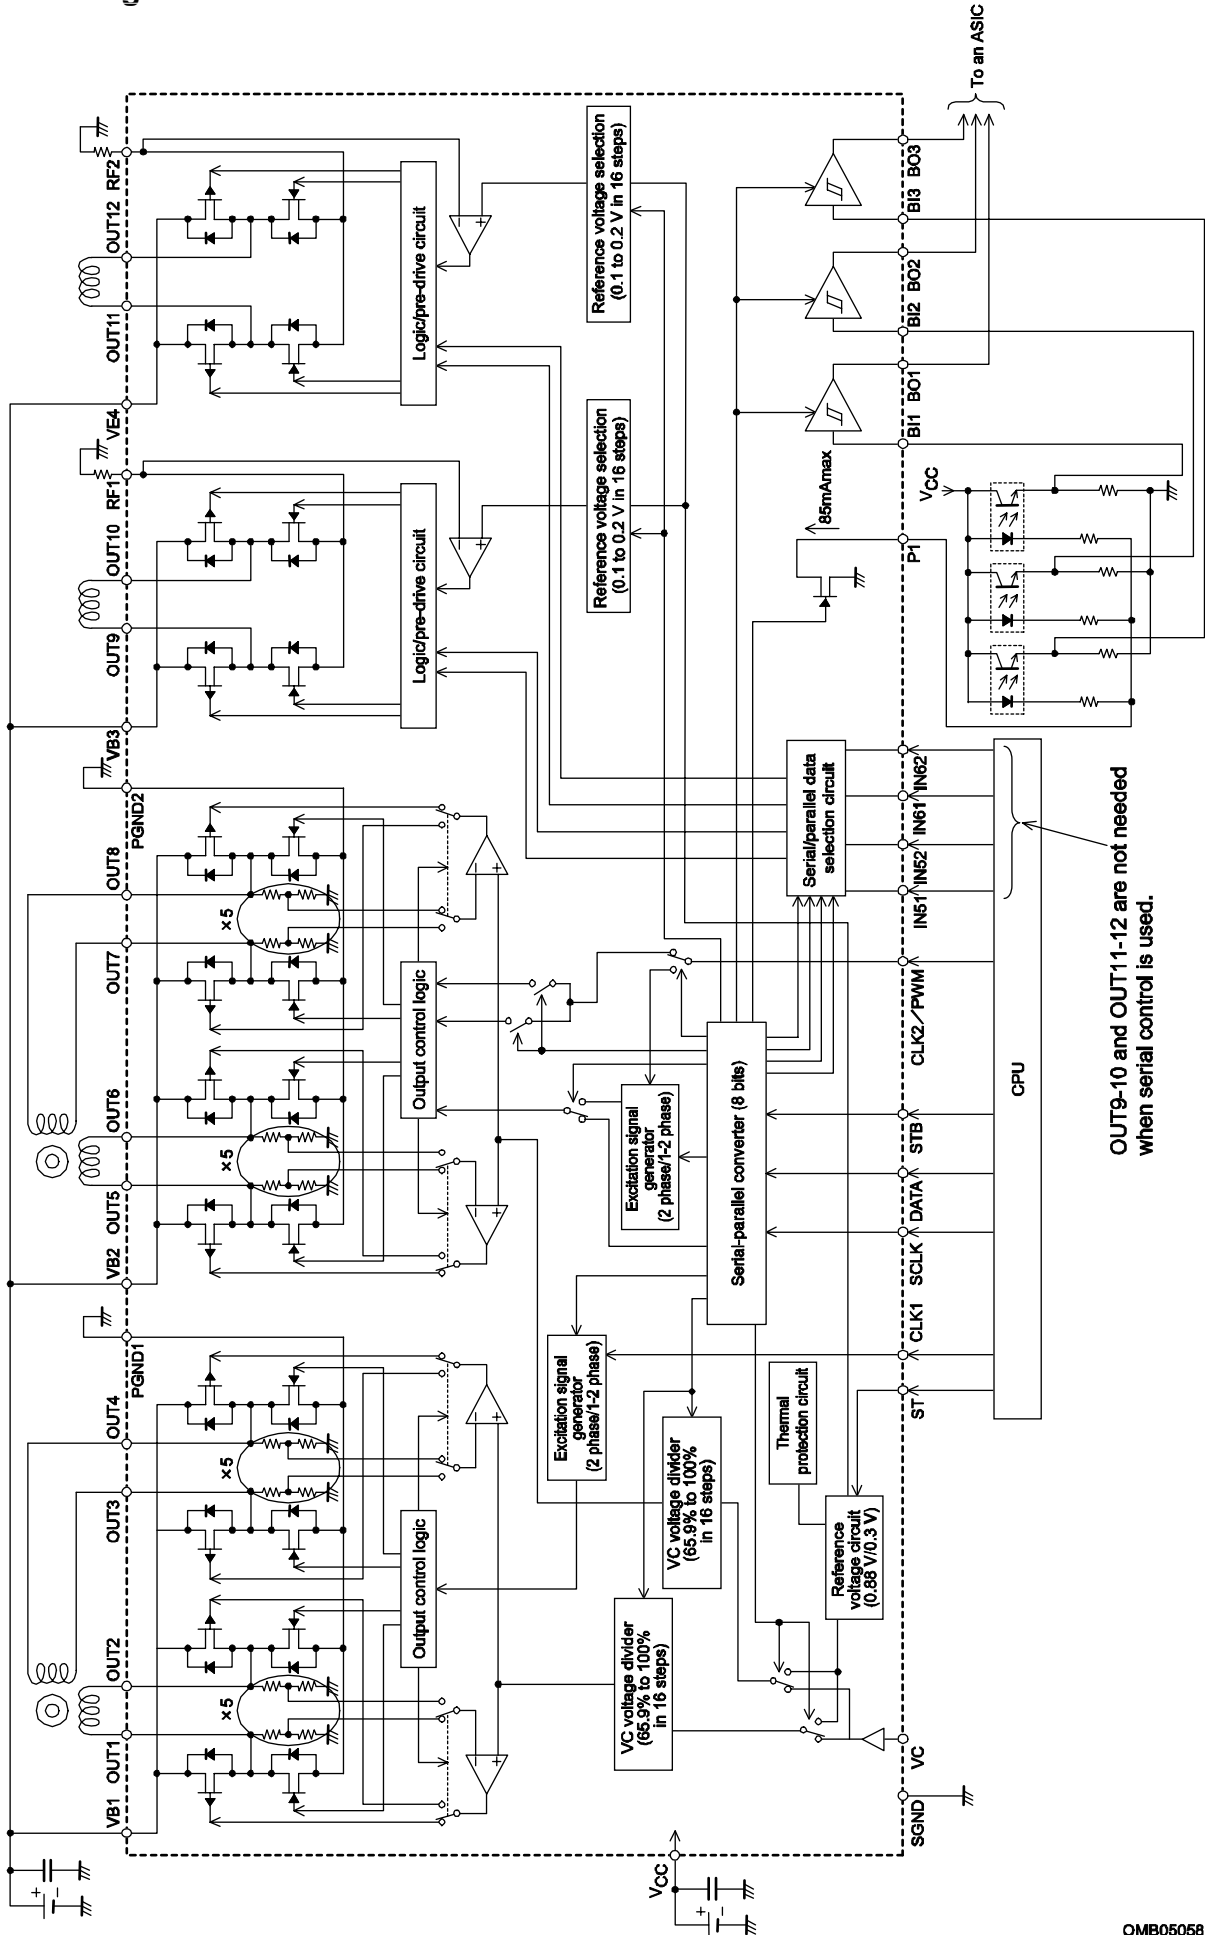 OUT12 RF2
OUT11
VE4
OUT10 RF1
OUT9
VB3
PGND2
OUT8
OUT7
OUT6
OUT5
VB2
PGND1
OUT4
OUT3
OUT2
OUT1
VB1
×5
×5
×5
×5
Logic/pre-drive circuit
Logic/pre-drive circuit
Output control logic
Output control logic
Reference voltage selection
(0.1 to 0.2 V in 16 steps)
Reference voltage selection
(0.1 to 0.2 V in 16 steps)
Excitation signal
generator
(2 phase/1-2 phase)
Excitation signal
generator
(2 phase/1-2 phase)
VC voltage divider
(65.9% to 100%
in 16 steps)
VC voltage divider
(65.9% to 100%
in 16 steps)
Serial-parallel converter (8 bits)
Serial/parallel data
selection circuit
Thermal
protection circuit
Reference
voltage circuit
(0.88 V/0.3 V)
85mAmax
To an ASIC
BI3 BO3
BI2 BO2
BI1 BO1
VCC
P1
IN51 IN52 IN61 IN62
CLK2/PWM
STB
DATA
SCLK
CLK1
ST
VC
SGND
CPU
OUT9-10 and OUT11-12 are not needed
when serial control is used.
+
−
+
−
+
−
+
−
+
−
+
−
VCC
+
−
+
−
OMB05058